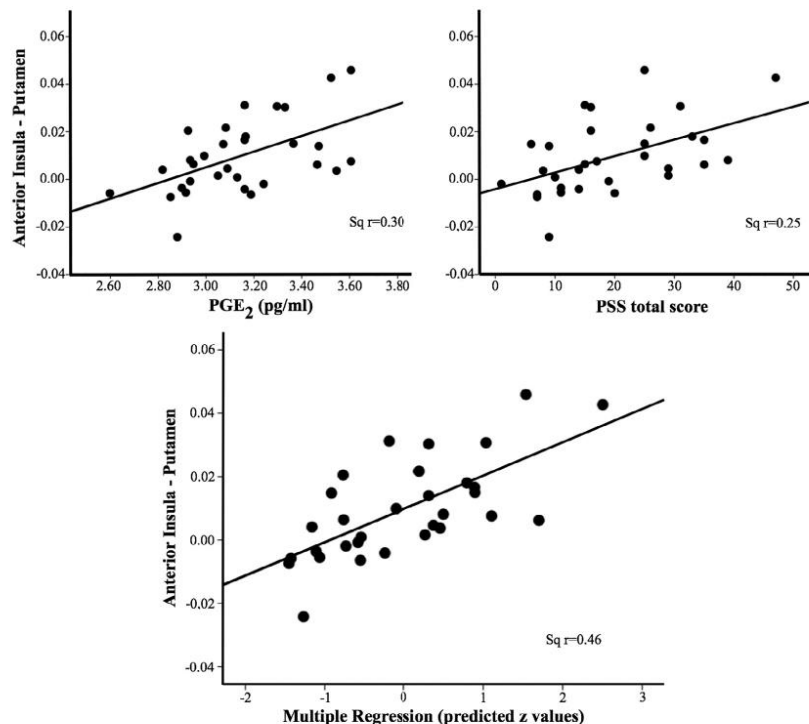 Anterior Insula - Putamen
0.06
0.04
0.02
0.00
-0.02
-0.04
2.60 2.80 3.00 3.20 3.40 3.60 3.80
PGE₂ (pg/ml)
Sq r=0.30
0.06
0.04
0.02
0.00
-0.02
-0.04
0 10 20 30 40 50
PSS total score
Sq r=0.25
Anterior Insula - Putamen
0.06
0.04
0.02
0.00
-0.02
-0.04
-2 -1 0 1 2 3
Multiple Regression (predicted z values)
Sq r=0.46